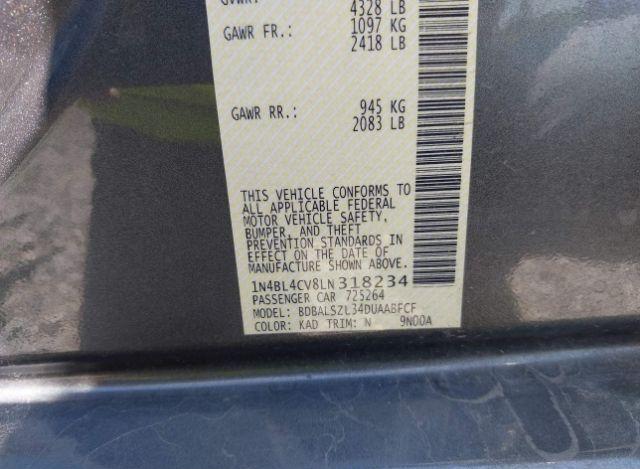 GVWR:
4328 LB
GAWR FR.: 1097 KG
2418 LB
GAWR RR.: 945 KG
2083 LB
THIS VEHICLE CONFORMS TO
ALL APPLICABLE FEDERAL
MOTOR VEHICLE SAFETY,
BUMPER, AND THEFT
PREVENTION STANDARDS IN
EFFECT ON THE DATE OF
MANUFACTURE SHOWN ABOVE.
1N4BL4CV8LN318234
PASSENGER CAR 725264
MODEL: BDBALSZL34DUAABFCF
COLOR: KAD TRIM: N 9N00A